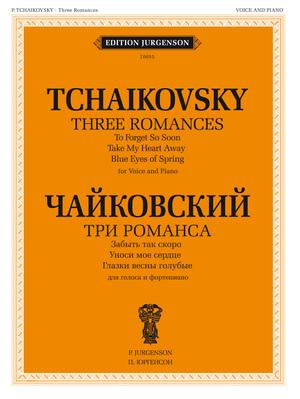 P. TCHAIKOVSKY · Three Romances
VOICE AND PIANO
EDITION JURGENSON
TCHAIKOVSKY
THREE ROMANCES
To Forget So Soon
Take My Heart Away
Blue Eyes of Spring
for Voice and Piano
ЧАЙКОВСКИЙ
ТРИ РОМАНСА
Забыть так скоро
Уноси мое сердце
Глазки весны голубые
для голоса и фортепиано
P. JURGENSON
П. ЮРГЕНСОН